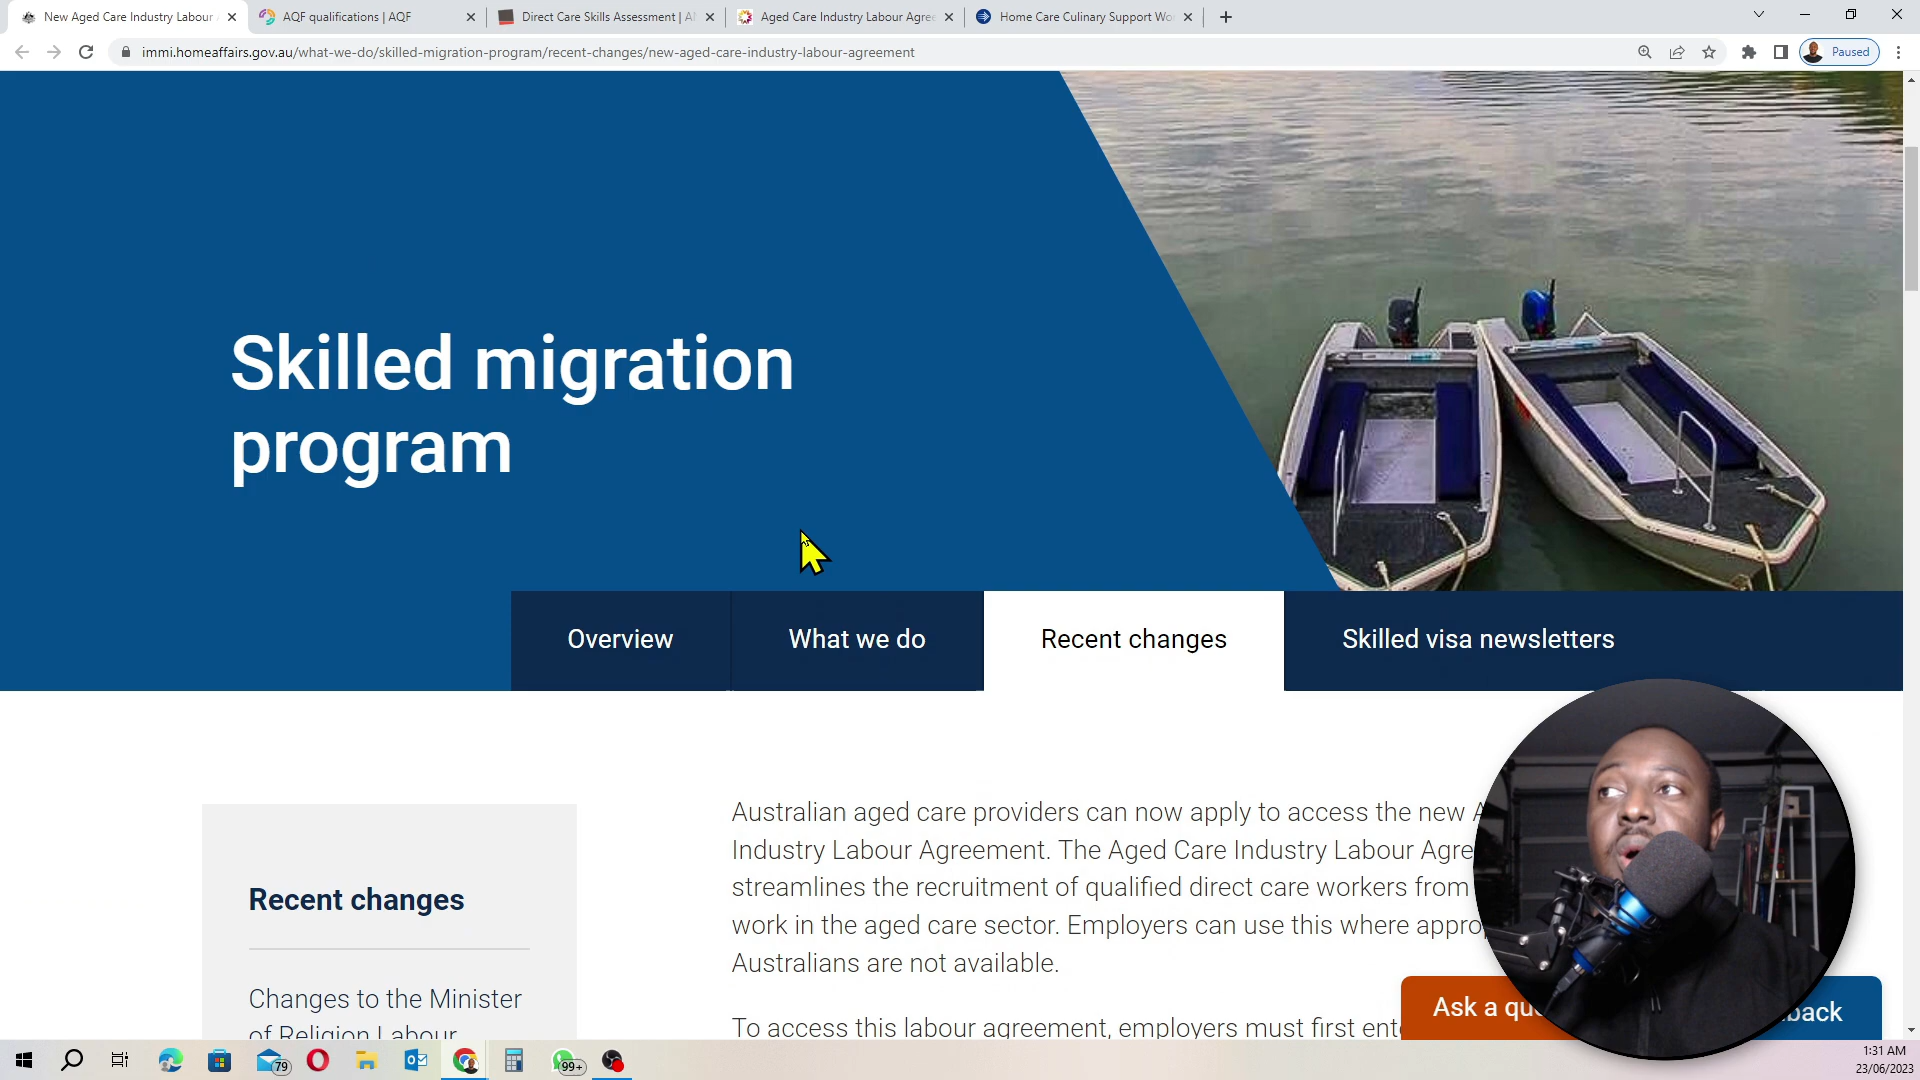 New Aged Care Industry Labour
AQF qualifications | AQF
Direct Care Skills Assessment |
Aged Care Industry Labour Agre
Home Care Culinary Support Wo
immi.homeaffairs.gov.au/what-we-do/skilled-migration-program/recent-changes/new-aged-care-industry-labour-agreement
Paused
Skilled migration
program
Overview
What we do
Recent changes
Skilled visa newsletters
Australian aged care providers can now apply to access the new
Industry Labour Agreement. The Aged Care Industry Labour Agre
streamlines the recruitment of qualified direct care workers from
work in the aged care sector. Employers can use this where appro
Australians are not available.
Recent changes
Changes to the Minister
of Religion Labour
To access this labour agreement, employers must first ent
Ask a qu
back
79
99+
1:31 AM
23/06/2023